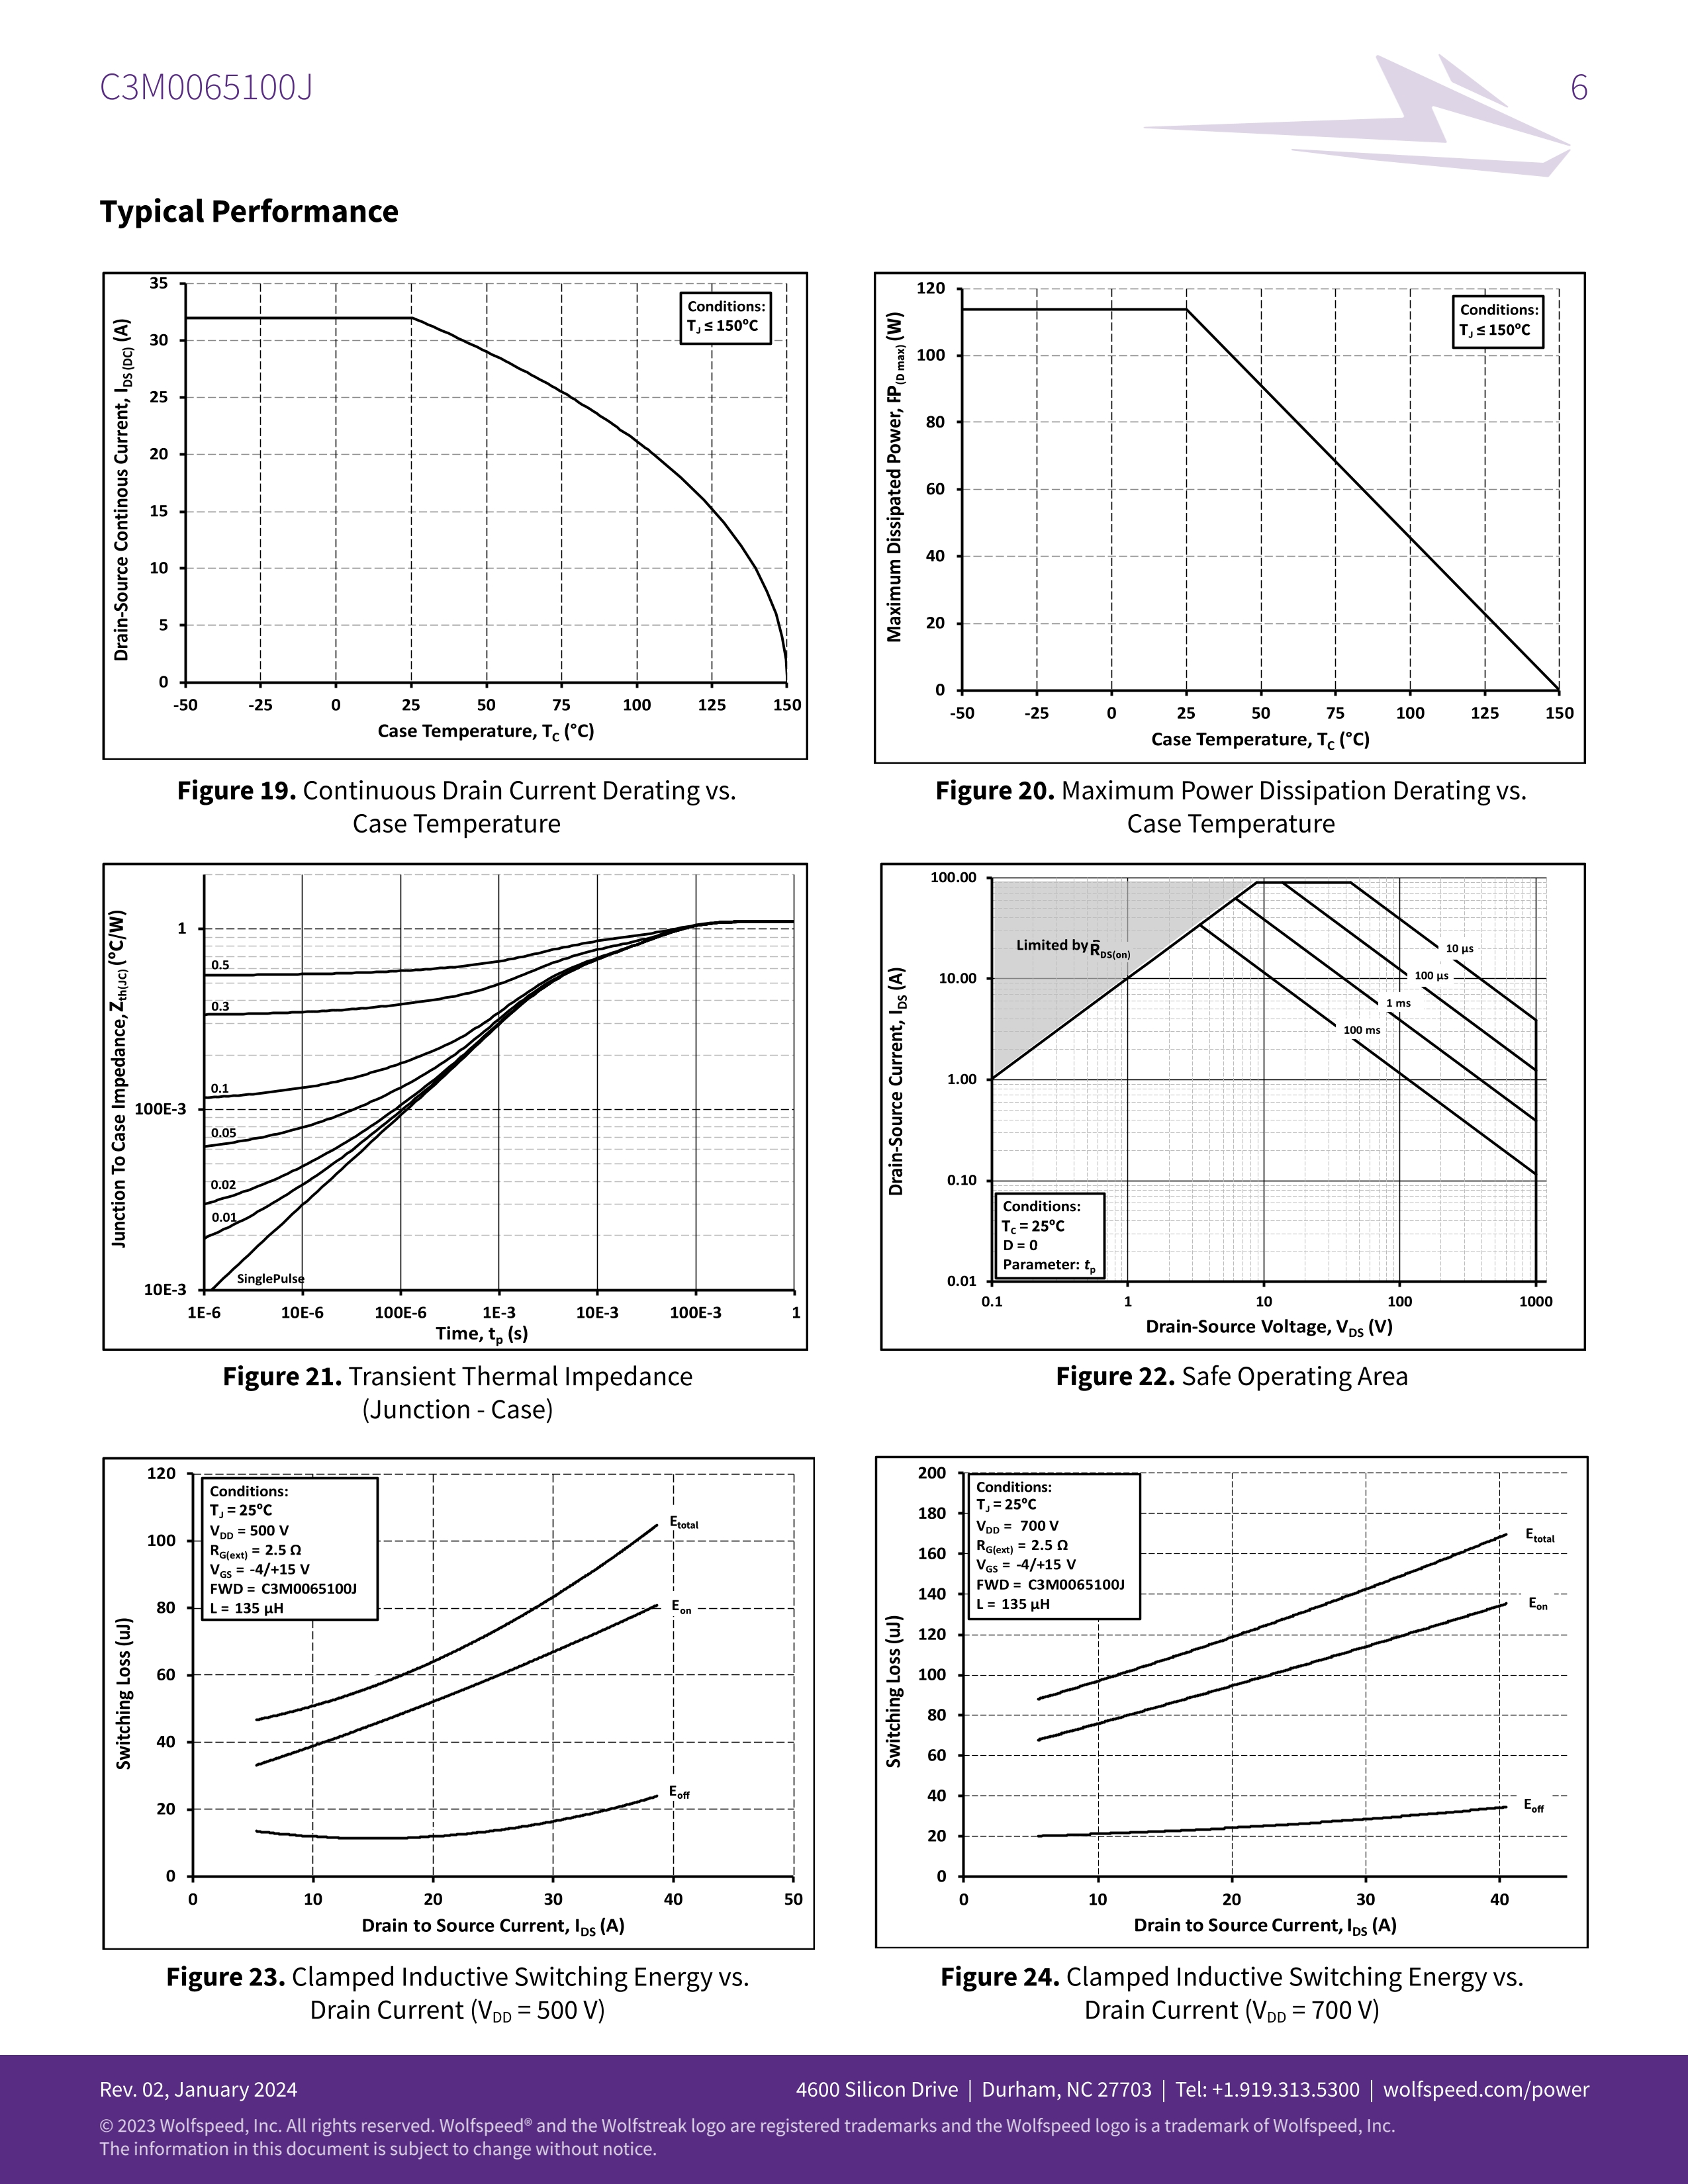 C3M0065100J
6
Typical Performance
35
30
25
20
15
10
5
0
-50 -25 0 25 50 75 100 125 150
Drain-Source Continous Current, IDS (DC) (A)
Case Temperature, TC (°C)
Conditions:
TJ ≤ 150°C
Figure 19. Continuous Drain Current Derating vs.
Case Temperature
120
100
80
60
40
20
0
-50 -25 0 25 50 75 100 125 150
Case Temperature, TC (°C)
Conditions:
TJ ≤ 150°C
Figure 20. Maximum Power Dissipation Derating vs.
Case Temperature
1
100E-3
10E-3
1E-6 10E-6 100E-6 1E-3 10E-3 100E-3 1
Junction To Case Impedance, Zth(JC) (°C/W)
Time, tp (s)
0.5
0.3
0.1
0.05
0.02
0.01
SinglePulse
Figure 21. Transient Thermal Impedance
(Junction - Case)
100.00
10.00
1.00
0.10
0.01
0.1 1 10 100 1000
Drain-Source Current, IDS (A)
Drain-Source Voltage, VDS (V)
Limited by RDS(on)
10 µs
100 µs
1 ms
100 ms
Conditions:
TC = 25°C
D = 0
Parameter: tp
Figure 22. Safe Operating Area
120
100
80
60
40
20
0
0 10 20 30 40 50
Switching Loss (uJ)
Drain to Source Current, IDS (A)
Conditions:
TJ = 25°C
VDD = 500 V
RG(ext) = 2.5 Ω
VGS = -4/+15 V
FWD = C3M0065100J
L = 135 µH
Etotal
Eon
Eoff
Figure 23. Clamped Inductive Switching Energy vs.
Drain Current (VDD = 500 V)
200
180
160
140
120
100
80
60
40
20
0
0 10 20 30 40
Switching Loss (uJ)
Drain to Source Current, IDS (A)
Conditions:
TJ = 25°C
VDD = 700 V
RG(ext) = 2.5 Ω
VGS = -4/+15 V
FWD = C3M0065100J
L = 135 µH
Etotal
Eon
Eoff
Figure 24. Clamped Inductive Switching Energy vs.
Drain Current (VDD = 700 V)
Rev. 02, January 2024
4600 Silicon Drive | Durham, NC 27703 | Tel: +1.919.313.5300 | wolfspeed.com/power
© 2023 Wolfspeed, Inc. All rights reserved. Wolfspeed® and the Wolfstreak logo are registered trademarks and the Wolfspeed logo is a trademark of Wolfspeed, Inc.
The information in this document is subject to change without notice.